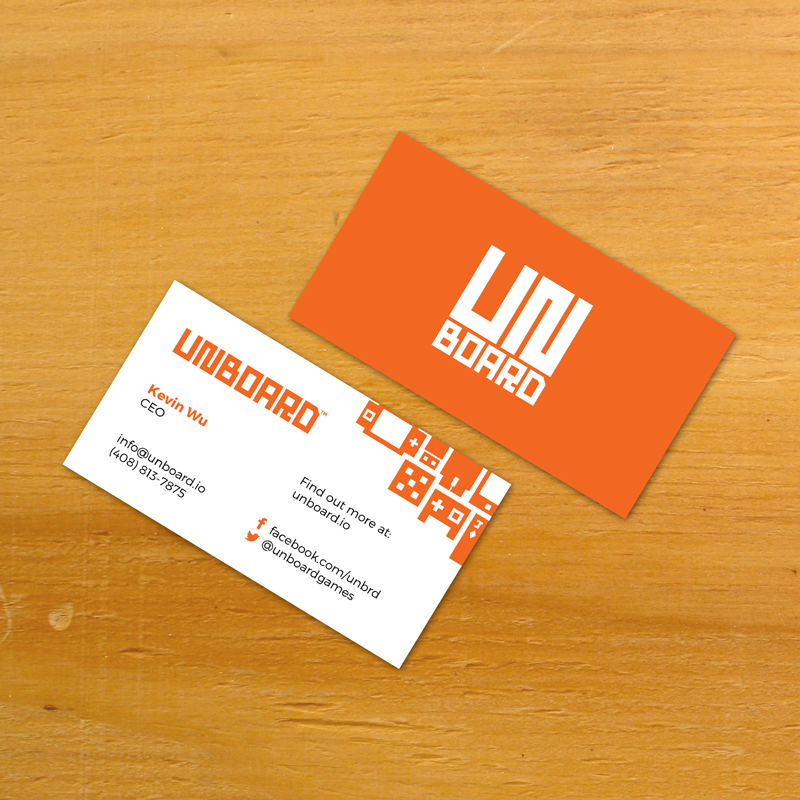 UN
BOARD
UNBOARD™
Kevin Wu
CEO
info@unboard.io
(408) 813-7875
Find out more at:
unboard.io
facebook.com/unbrd
@unboardgames